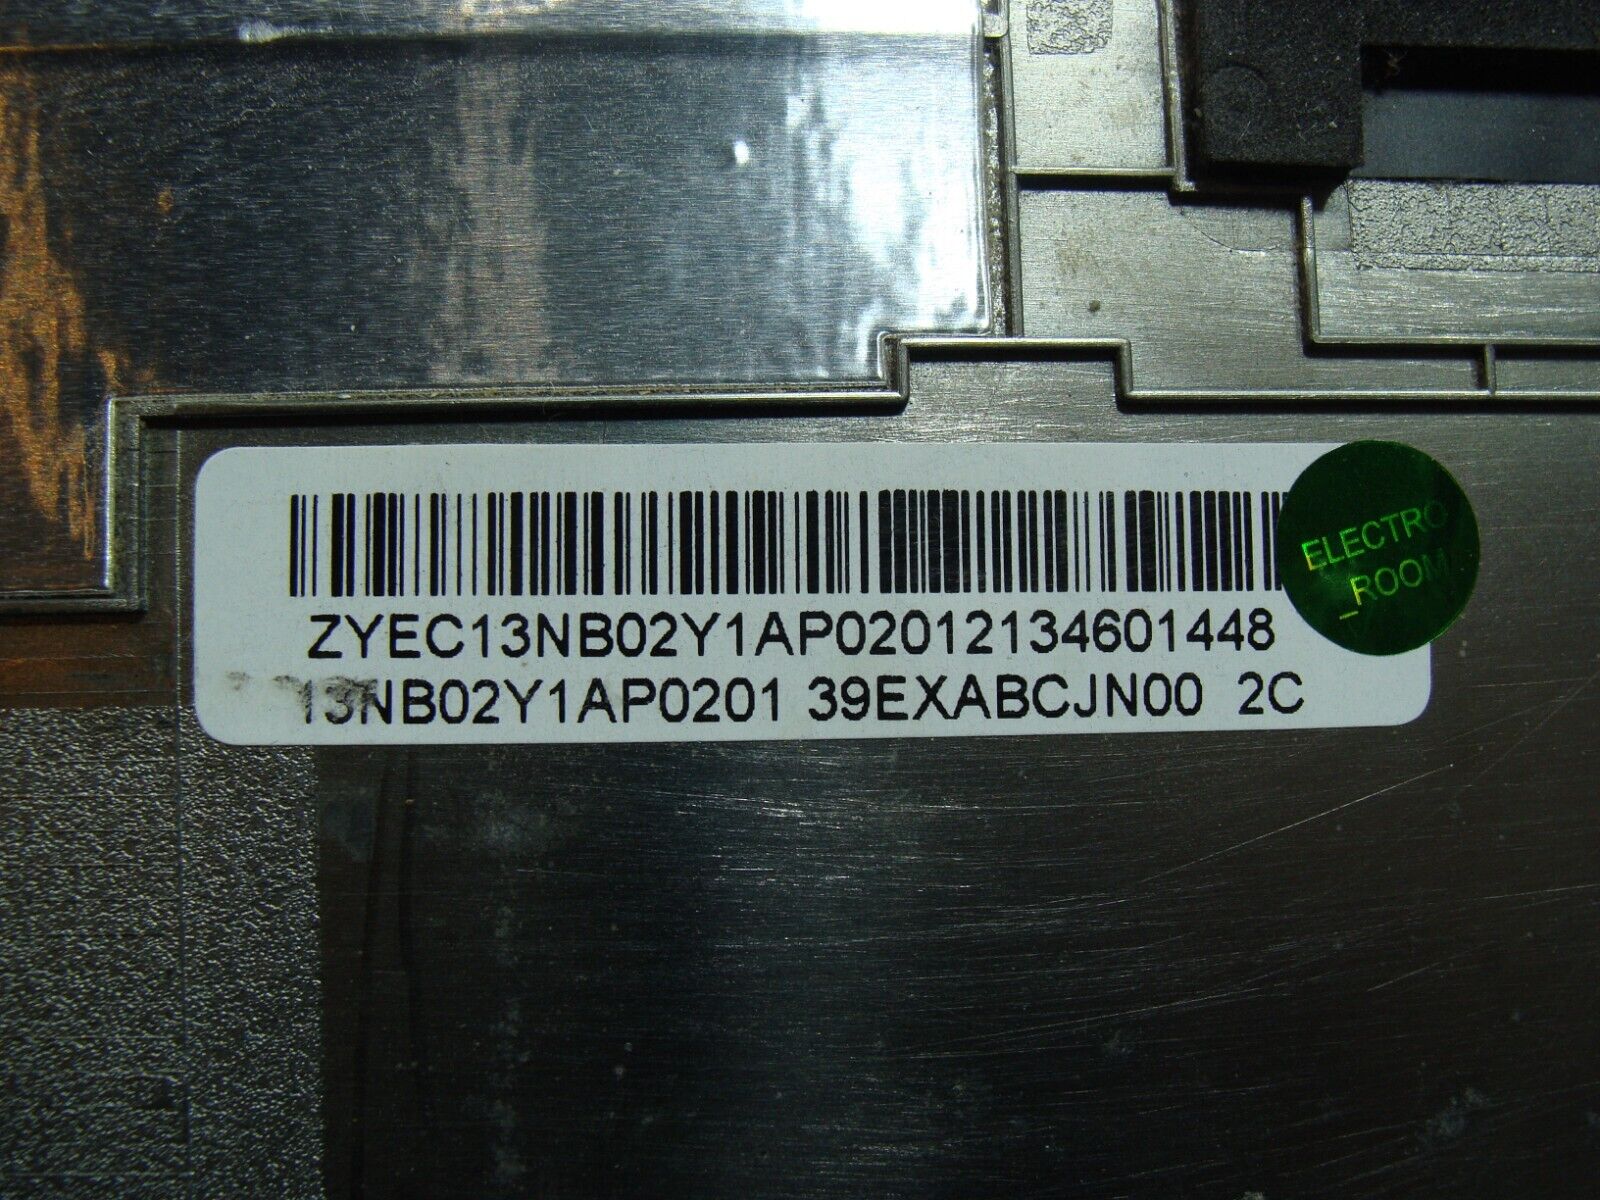 ZYEC13NB02Y1AP02012134601448
13NB02Y1AP0201 39EXABCJN00 2C
ELECTRO
_ROOM